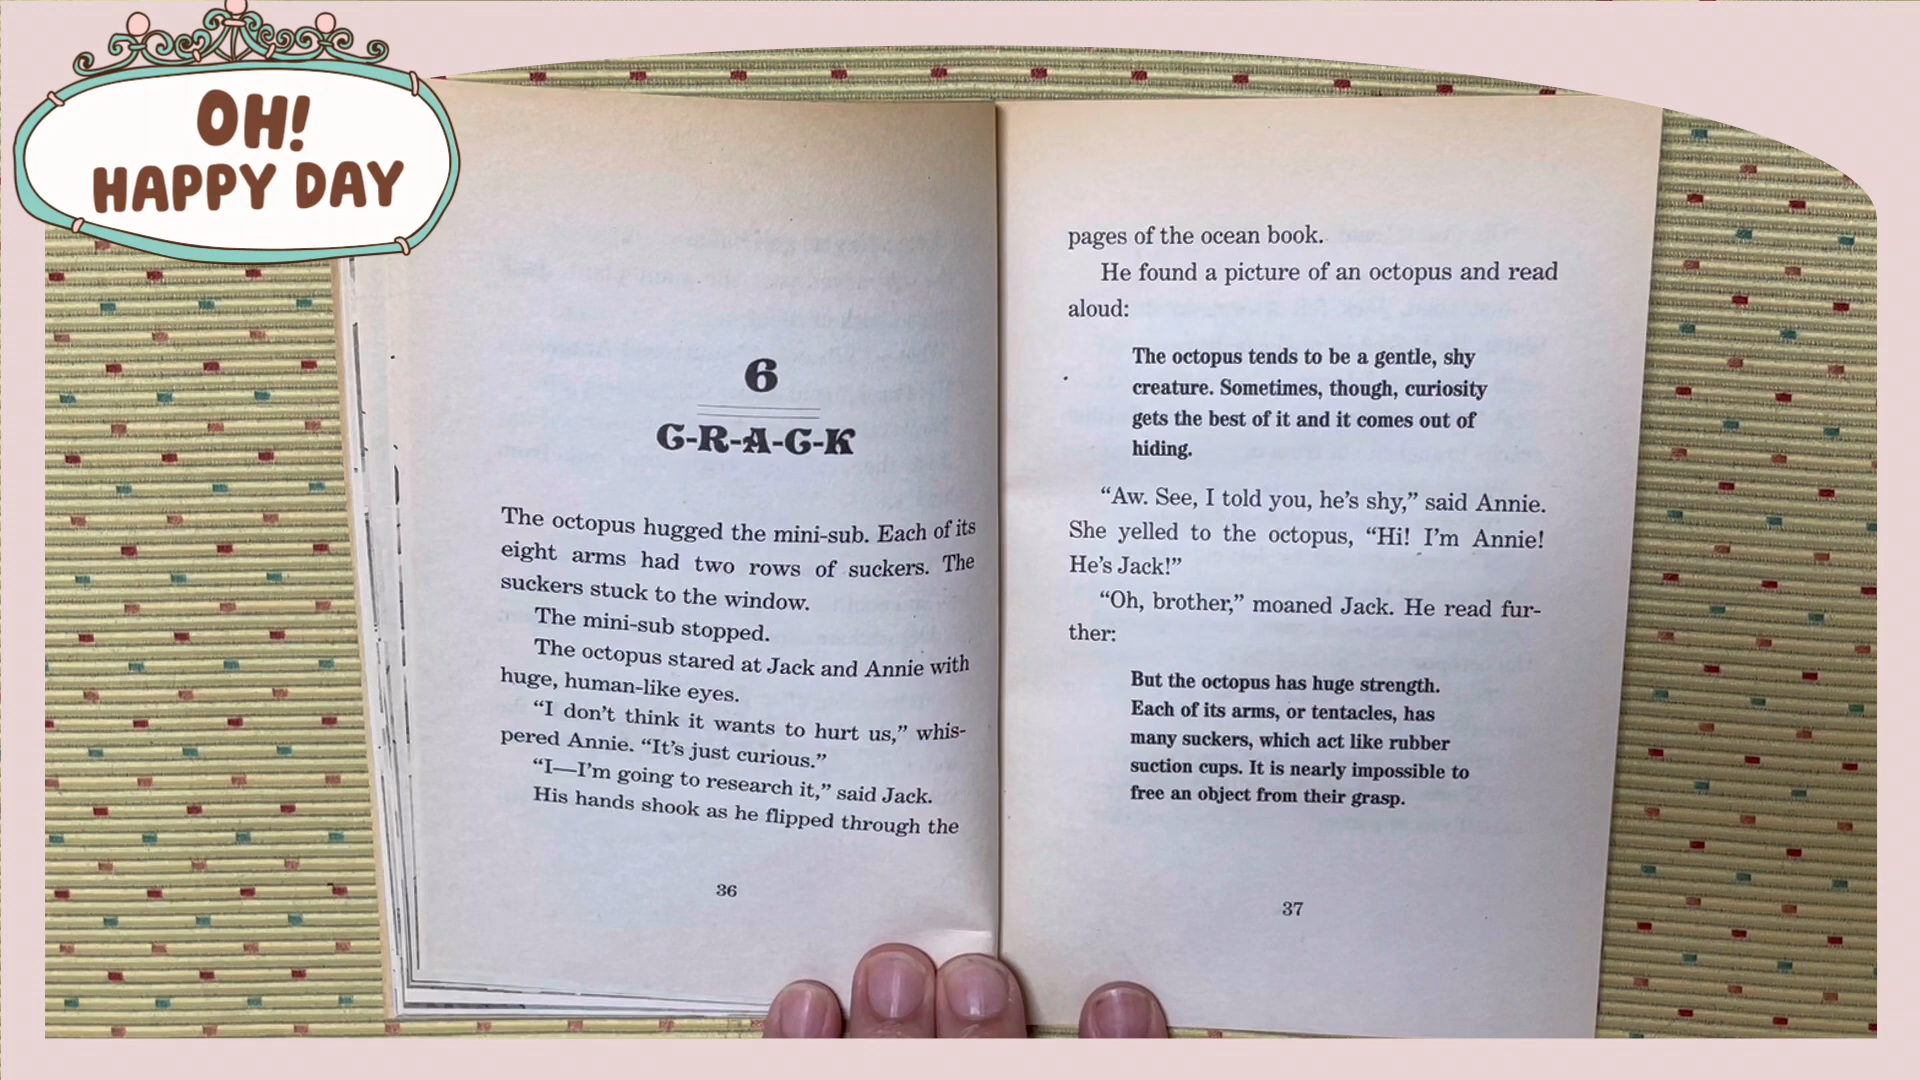 OH!
HAPPY DAY
6
C-R-A-C-K
The octopus hugged the mini-sub. Each of its
eight arms had two rows of suckers. The
suckers stuck to the window.
The mini-sub stopped.
The octopus stared at Jack and Annie with
huge, human-like eyes.
“I don’t think it wants to hurt us,” whis-
pered Annie. “It’s just curious.”
“I—I’m going to research it,” said Jack.
His hands shook as he flipped through the
36
pages of the ocean book.
He found a picture of an octopus and read
aloud:
The octopus tends to be a gentle, shy
creature. Sometimes, though, curiosity
gets the best of it and it comes out of
hiding.
“Aw. See, I told you, he’s shy,” said Annie.
She yelled to the octopus, “Hi! I’m Annie!
He’s Jack!”
“Oh, brother,” moaned Jack. He read fur-
ther:
But the octopus has huge strength.
Each of its arms, or tentacles, has
many suckers, which act like rubber
suction cups. It is nearly impossible to
free an object from their grasp.
37